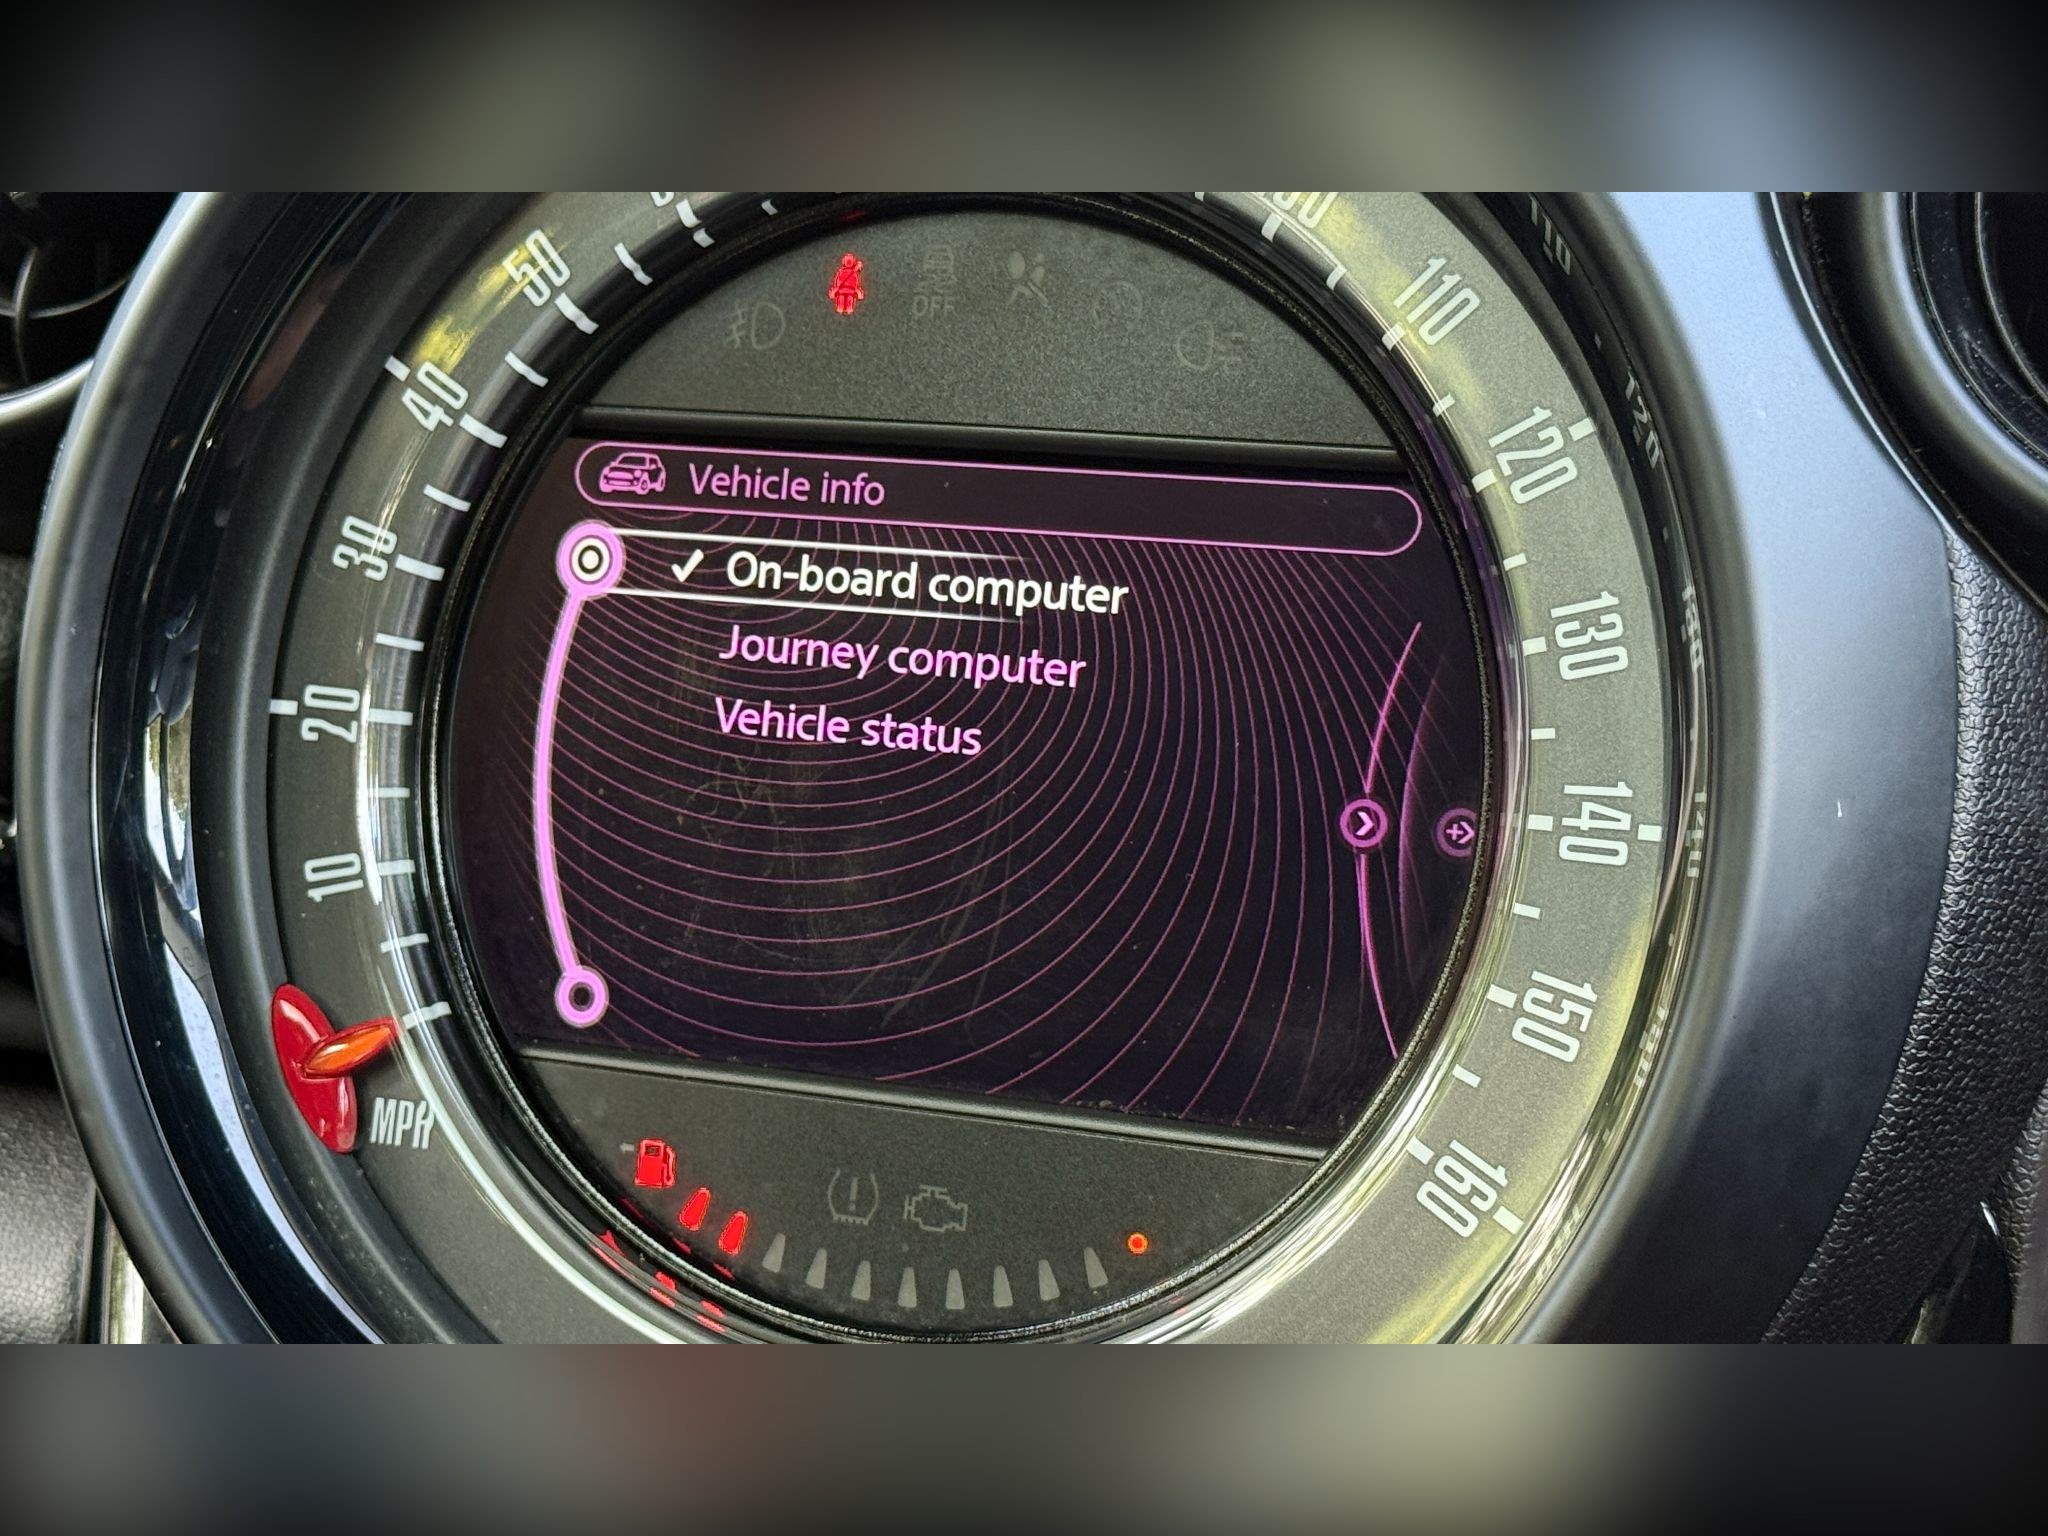 OFF
Vehicle info
✓ On-board computer
Journey computer
Vehicle status
MPH
10
20
30
40
50
110
120
130
140
150
160